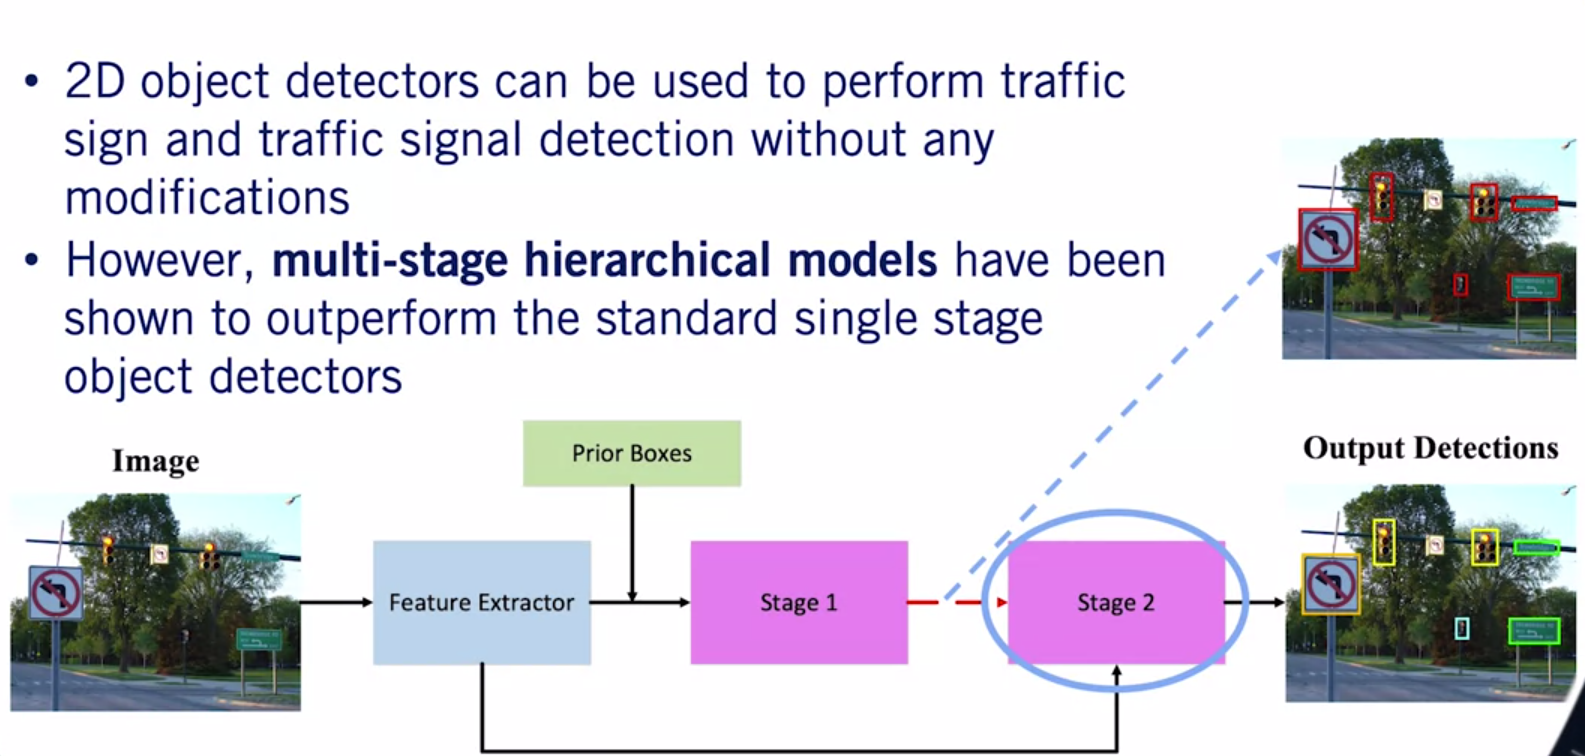 • 2D object detectors can be used to perform traffic
sign and traffic signal detection without any
modifications
• However, multi-stage hierarchical models have been
shown to outperform the standard single stage
object detectors
Image
Prior Boxes
Output Detections
Feature Extractor
Stage 1
Stage 2